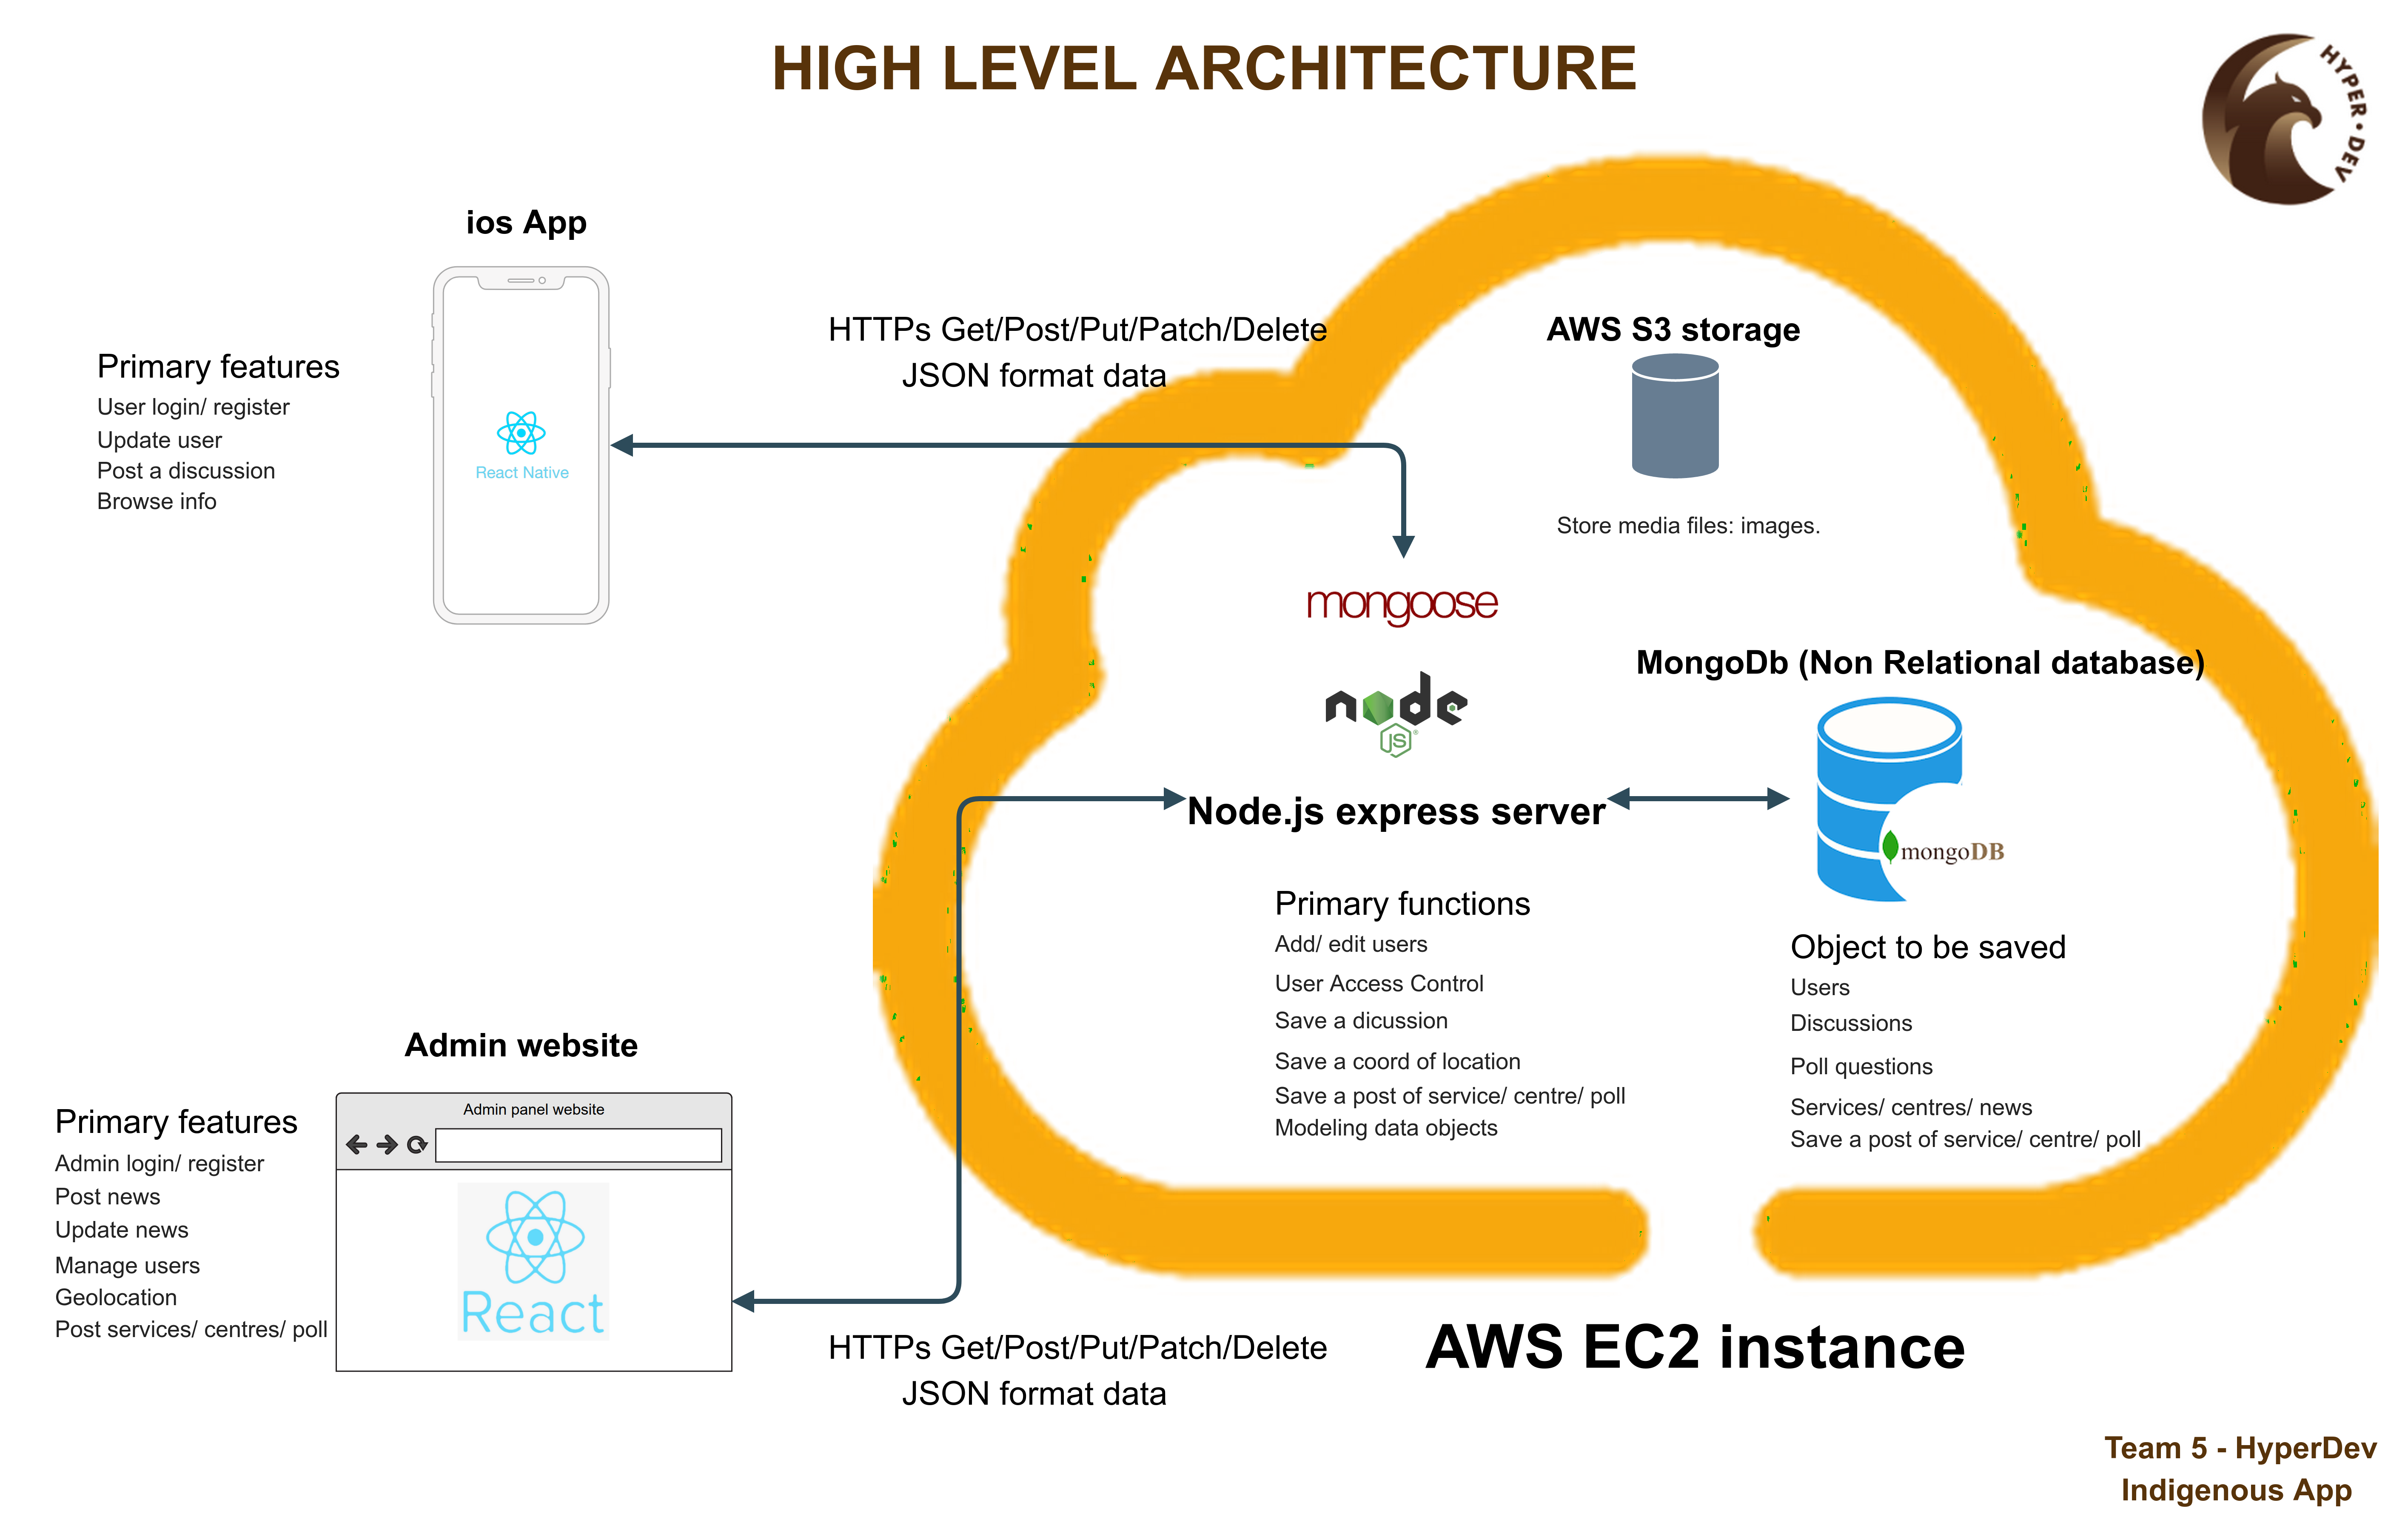 HIGH LEVEL ARCHITECTURE
HYPER • DEV
ios App
Primary features
User login/ register
Update user
Post a discussion
Browse info
React Native
HTTPs Get/Post/Put/Patch/Delete
JSON format data
AWS S3 storage
Store media files: images.
mongoose
node
JS
Node.js express server
MongoDb (Non Relational database)
mongoDB
Primary functions
Add/ edit users
User Access Control
Save a dicussion
Save a coord of location
Save a post of service/ centre/ poll
Modeling data objects
Object to be saved
Users
Discussions
Poll questions
Services/ centres/ news
Save a post of service/ centre/ poll
Admin website
Primary features
Admin login/ register
Post news
Update news
Manage users
Geolocation
Post services/ centres/ poll
Admin panel website
React
HTTPs Get/Post/Put/Patch/Delete
JSON format data
AWS EC2 instance
Team 5 - HyperDev
Indigenous App